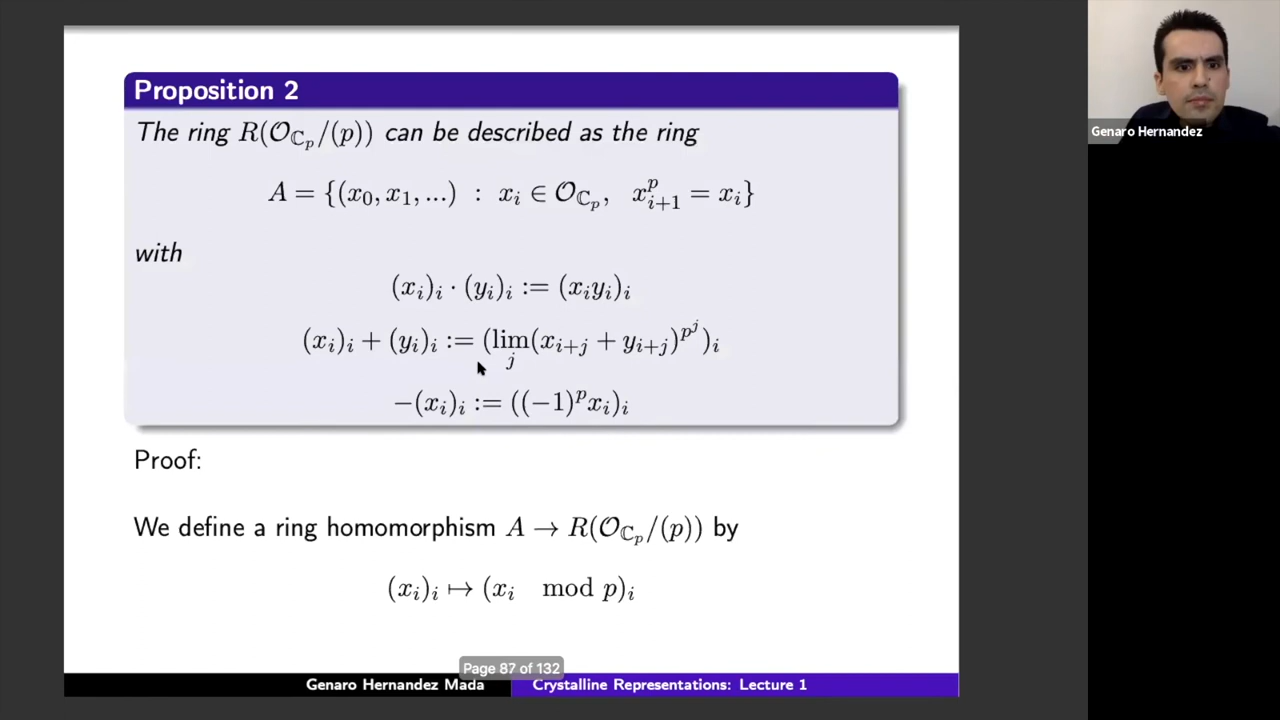 Proposition 2
The ring R(𝒪_{ℂ_p}/(p)) can be described as the ring
A = {(x_0, x_1, ...) : x_i ∈ 𝒪_{ℂ_p}, x_{i+1}^p = x_i}
with
(x_i)_i · (y_i)_i := (x_i y_i)_i
(x_i)_i + (y_i)_i := (lim_j (x_{i+j} + y_{i+j})^{p^j})_i
−(x_i)_i := ((−1)^p x_i)_i
Proof:
We define a ring homomorphism A → R(𝒪_{ℂ_p}/(p)) by
(x_i)_i ↦ (x_i mod p)_i
Page 87 of 132
Genaro Hernandez Mada Crystalline Representations: Lecture 1
Genaro Hernandez